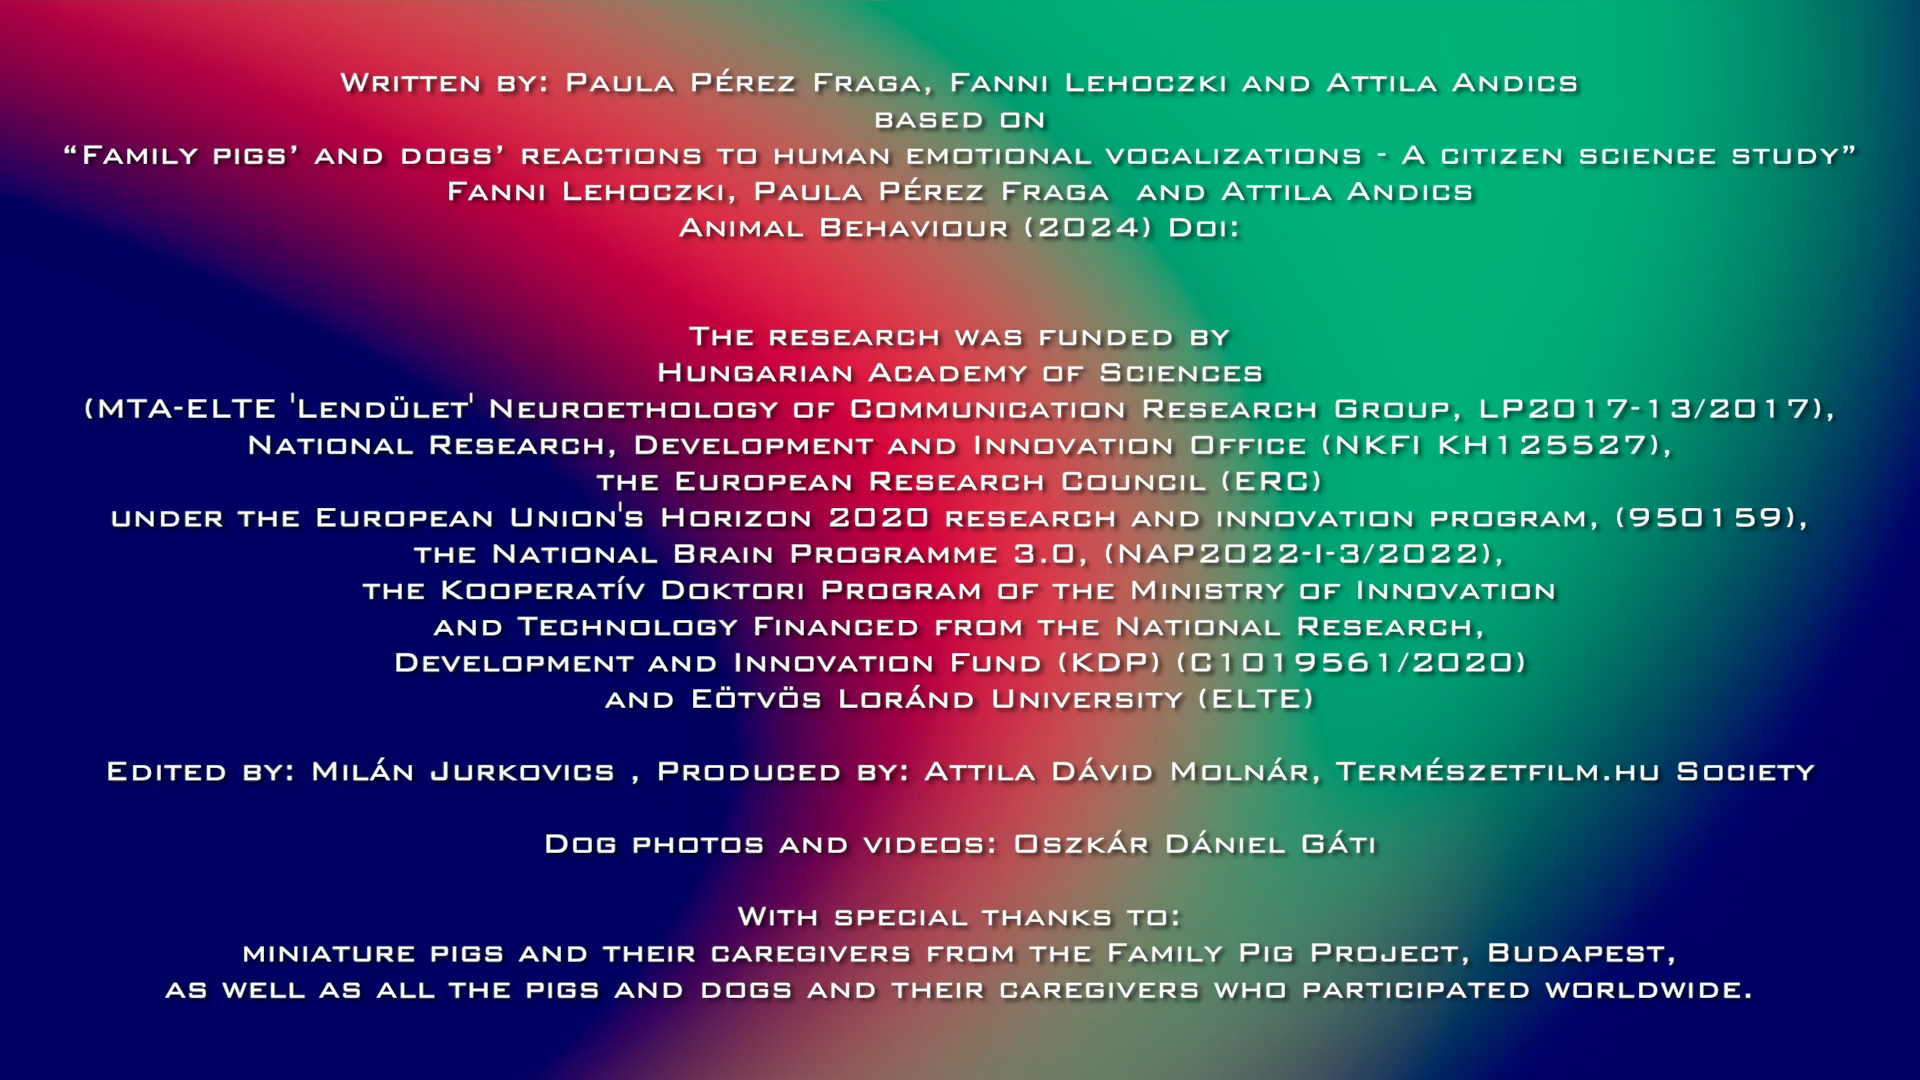 Written by: Paula Pérez Fraga, Fanni Lehoczki and Attila Andics
based on
“Family pigs’ and dogs’ reactions to human emotional vocalizations - A citizen science study”
Fanni Lehoczki, Paula Pérez Fraga and Attila Andics
Animal Behaviour (2024) Doi:
The research was funded by
Hungarian Academy of Sciences
(MTA-ELTE 'Lendület' Neuroethology of Communication Research Group, LP2017-13/2017),
National Research, Development and Innovation Office (NKFI KH125527),
the European Research Council (ERC)
under the European Union's Horizon 2020 research and innovation program, (950159),
the National Brain Programme 3.0, (NAP2022-I-3/2022),
the Kooperatív Doktori Program of the Ministry of Innovation
and Technology Financed from the National Research,
Development and Innovation Fund (KDP) (C1019561/2020)
and Eötvös Loránd University (ELTE)
Edited by: Milán Jurkovics , Produced by: Attila Dávid Molnár, Természetfilm.hu Society
Dog photos and videos: Oszkár Dániel Gáti
With special thanks to:
miniature pigs and their caregivers from the Family Pig Project, Budapest,
as well as all the pigs and dogs and their caregivers who participated worldwide.